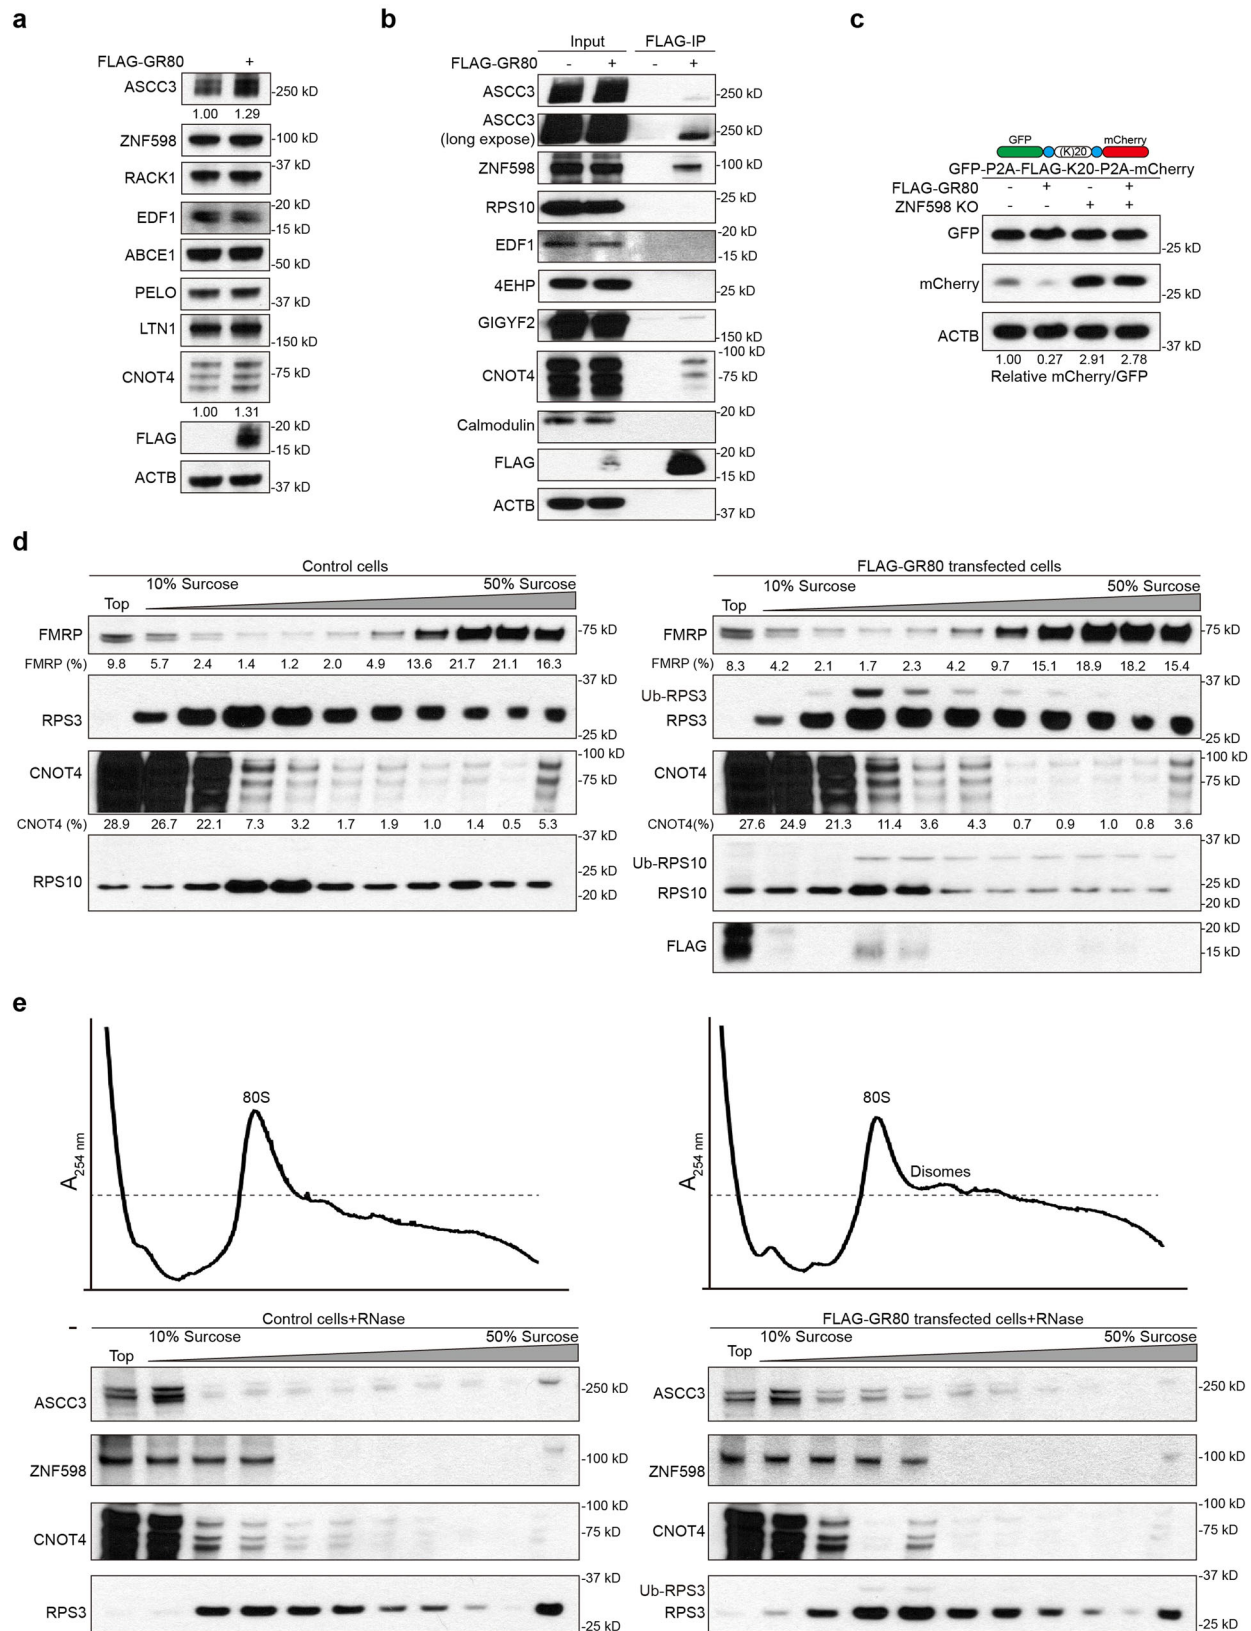 a
FLAG-GR80 +
ASCC3 -250 kD
1.00 1.29
ZNF598 -100 kD
RACK1 -37 kD
EDF1 -20 kD
-15 kD
ABCE1 -50 kD
PELO -37 kD
LTN1 -150 kD
CNOT4 -75 kD
1.00 1.31
FLAG -20 kD
-15 kD
ACTB -37 kD
b
Input FLAG-IP
FLAG-GR80 - + - +
ASCC3 -250 kD
ASCC3
(long expose) -250 kD
ZNF598 -100 kD
RPS10 -25 kD
EDF1 -20 kD
-15 kD
4EHP -25 kD
GIGYF2 -150 kD
-100 kD
CNOT4 -75 kD
Calmodulin -20 kD
FLAG -20 kD
-15 kD
ACTB -37 kD
c
GFP (K)20 mCherry
GFP-P2A-FLAG-K20-P2A-mCherry
FLAG-GR80 - + - +
ZNF598 KO - - + +
GFP -25 kD
mCherry -25 kD
ACTB -37 kD
1.00 0.27 2.91 2.78
Relative mCherry/GFP
d
Control cells
10% Surcose 50% Surcose
Top
FMRP -75 kD
FMRP (%) 9.8 5.7 2.4 1.4 1.2 2.0 4.9 13.6 21.7 21.1 16.3
-37 kD
RPS3
-25 kD
-100 kD
CNOT4 -75 kD
CNOT4 (%) 28.9 26.7 22.1 7.3 3.2 1.7 1.9 1.0 1.4 0.5 5.3
-37 kD
RPS10 -25 kD
-20 kD
FLAG-GR80 transfected cells
10% Surcose 50% Surcose
Top
FMRP -75 kD
FMRP (%) 8.3 4.2 2.1 1.7 2.3 4.2 9.7 15.1 18.9 18.2 15.4
-37 kD
Ub-RPS3
RPS3
-25 kD
-100 kD
CNOT4 -75 kD
CNOT4(%) 27.6 24.9 21.3 11.4 3.6 4.3 0.7 0.9 1.0 0.8 3.6
-37 kD
Ub-RPS10
RPS10 -25 kD
-20 kD
FLAG -20 kD
-15 kD
e
80S
A254 nm
80S
Disomes
A254 nm
-
Control cells+RNase
10% Surcose 50% Surcose
Top
ASCC3 -250 kD
ZNF598 -100 kD
-100 kD
CNOT4 -75 kD
-37 kD
RPS3 -25 kD
FLAG-GR80 transfected cells+RNase
10% Surcose 50% Surcose
Top
ASCC3 -250 kD
ZNF598 -100 kD
-100 kD
CNOT4 -75 kD
-37 kD
Ub-RPS3
RPS3 -25 kD